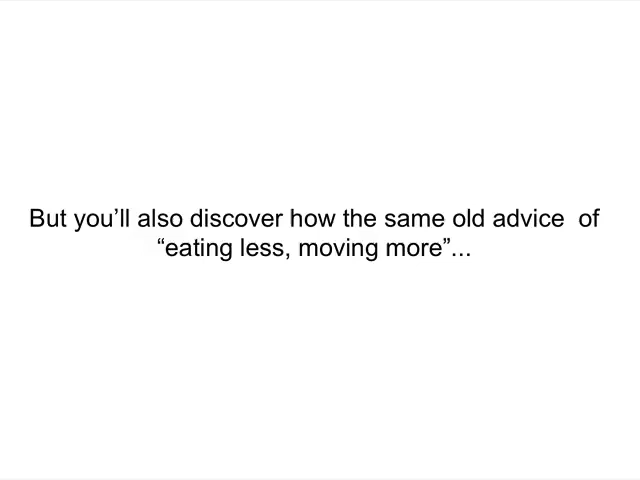 But you’ll also discover how the same old advice  of
“eating less, moving more”...